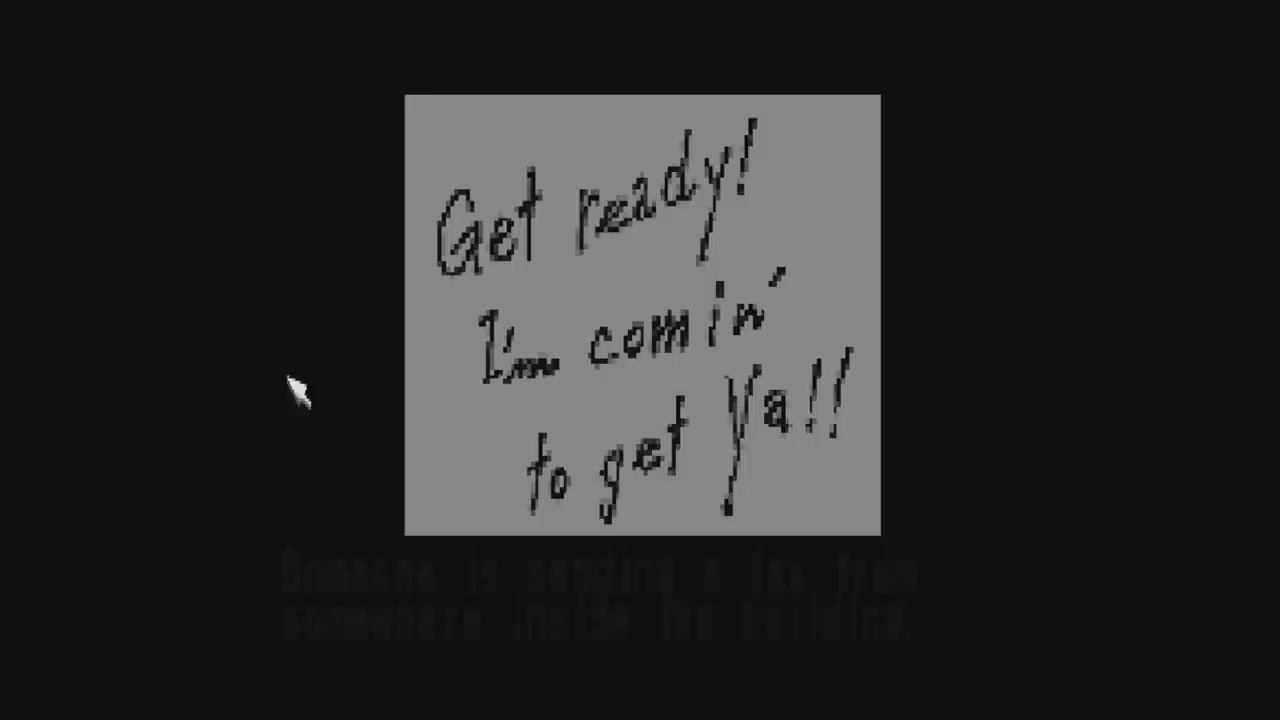 Get ready!
I'm comin'
to get ya!!
Someone is sending a fax from
somewhere inside the building.